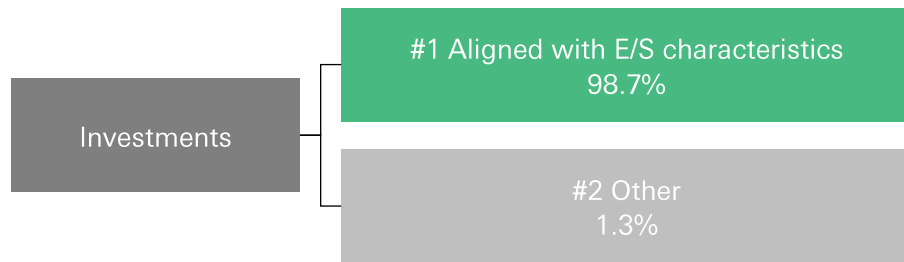 #1 Aligned with E/S characteristics
98.7%
Investments
#2 Other
1.3%